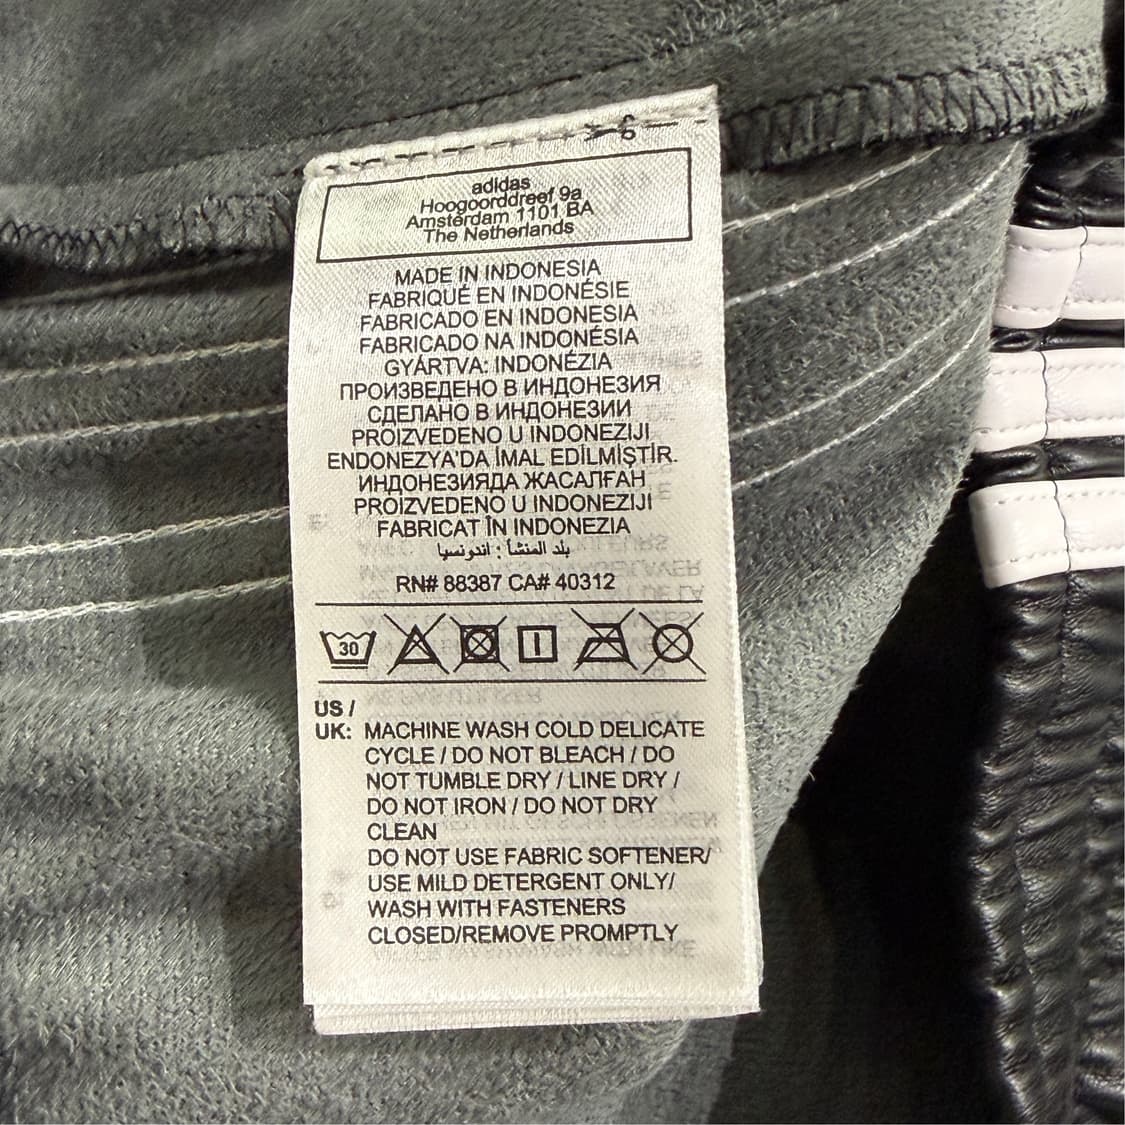 adidas
Hoogoorddreef 9a
Amsterdam 1101 BA
The Netherlands
MADE IN INDONESIA
FABRIQUÉ EN INDONÉSIE
FABRICADO EN INDONESIA
FABRICADO NA INDONÉSIA
GYÁRTVA: INDONÉZIA
ПРОИЗВЕДЕНО В ИНДОНЕЗИЯ
СДЕЛАНО В ИНДОНЕЗИИ
PROIZVEDENO U INDONEZIJI
ENDONEZYA'DA İMAL EDİLMİŞTİR.
ИНДОНЕЗИЯДА ЖАСАЛҒАН
PROIZVEDENO U INDONEZIJI
FABRICAT ÎN INDONEZIA
بلد المنشأ : اندونسيا
RN# 88387 CA# 40312
30
US /
UK: MACHINE WASH COLD DELICATE
CYCLE / DO NOT BLEACH / DO
NOT TUMBLE DRY / LINE DRY /
DO NOT IRON / DO NOT DRY
CLEAN
DO NOT USE FABRIC SOFTENER/
USE MILD DETERGENT ONLY/
WASH WITH FASTENERS
CLOSED/REMOVE PROMPTLY